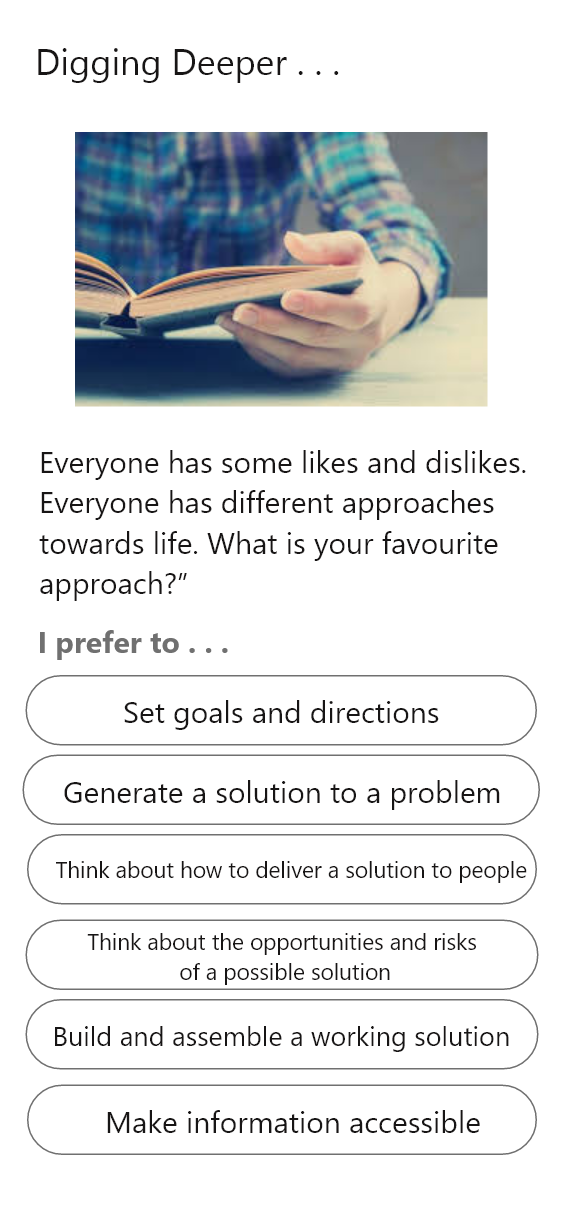 Digging Deeper . . .
Everyone has some likes and dislikes.
Everyone has different approaches
towards life. What is your favourite
approach?”
I prefer to . . .
Set goals and directions
Generate a solution to a problem
Think about how to deliver a solution to people
Think about the opportunities and risks
of a possible solution
Build and assemble a working solution
Make information accessible